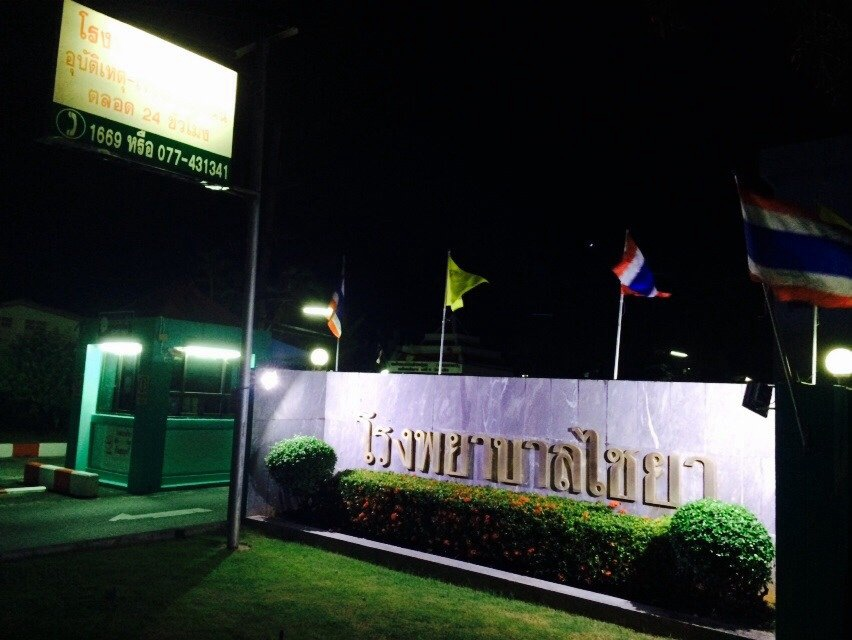 โรง
อุบัติเหตุ-
ตลอด 24 ชั่วโมง
1669 หรือ 077-431341
โรงพยาบาลไชยา